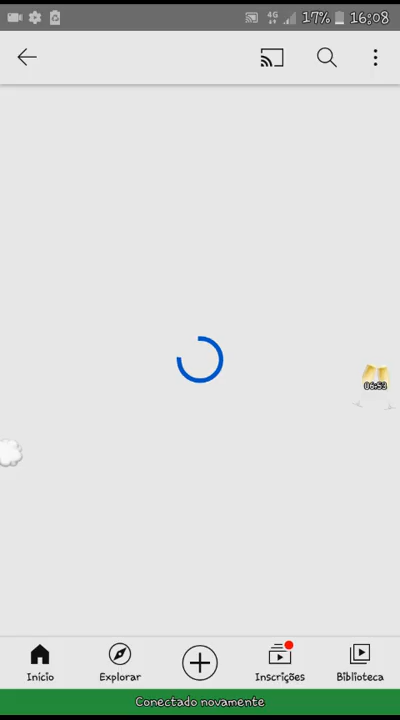 4G 17% 16:08
06:53
Início Explorar Inscrições Biblioteca
Conectado novamente